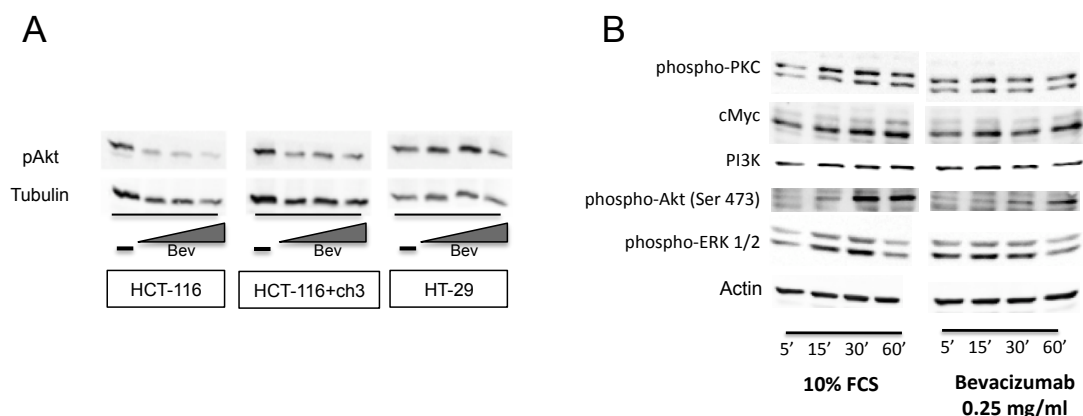 A
B
pAkt
Tubulin
Bev
Bev
Bev
HCT-116
HCT-116+ch3
HT-29
phospho-PKC
cMyc
PI3K
phospho-Akt (Ser 473)
phospho-ERK 1/2
Actin
5’ 15’ 30’ 60’ 5’ 15’ 30’ 60’
10% FCS
Bevacizumab
0.25 mg/ml